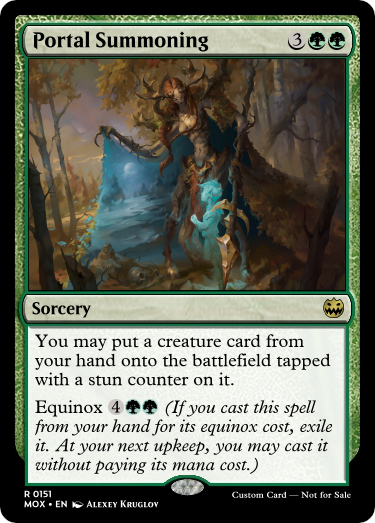 Portal Summoning 3
Sorcery
You may put a creature card from
your hand onto the battlefield tapped
with a stun counter on it.
Equinox 4 (If you cast this spell
from your hand for its equinox cost, exile
it. At your next upkeep, you may cast it
without paying its mana cost.)
R 0151
MOX • EN Alexey Kruglov
Custom Card — Not for Sale